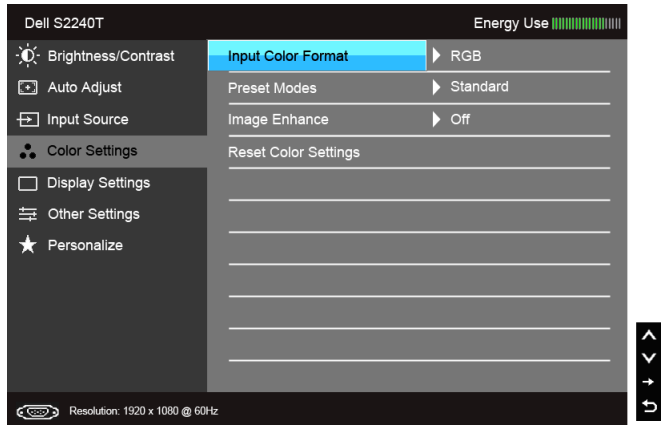 Dell S2240T
Energy Use
Brightness/Contrast
Auto Adjust
Input Source
Color Settings
Display Settings
Other Settings
Personalize
Input Color Format
RGB
Preset Modes
Standard
Image Enhance
Off
Reset Color Settings
Resolution: 1920 x 1080 @ 60Hz